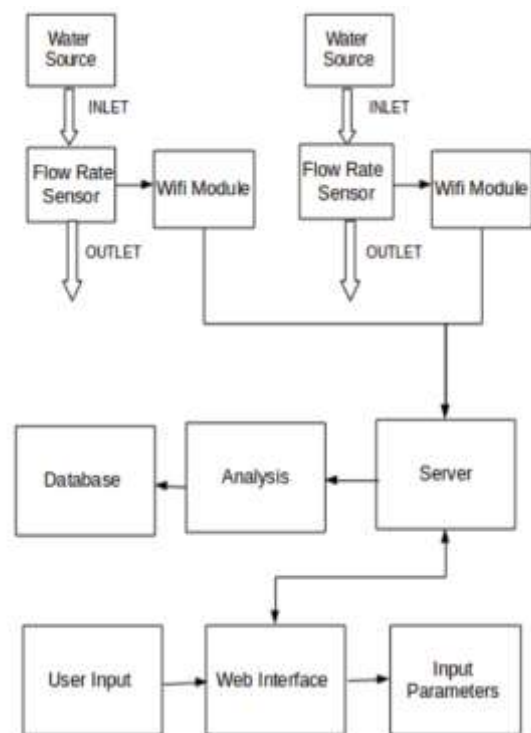 Water
Source
Water
Source
INLET
INLET
Flow Rate
Sensor
Wifi Module
Flow Rate
Sensor
Wifi Module
OUTLET
OUTLET
Database
Analysis
Server
User Input
Web Interface
Input
Parameters